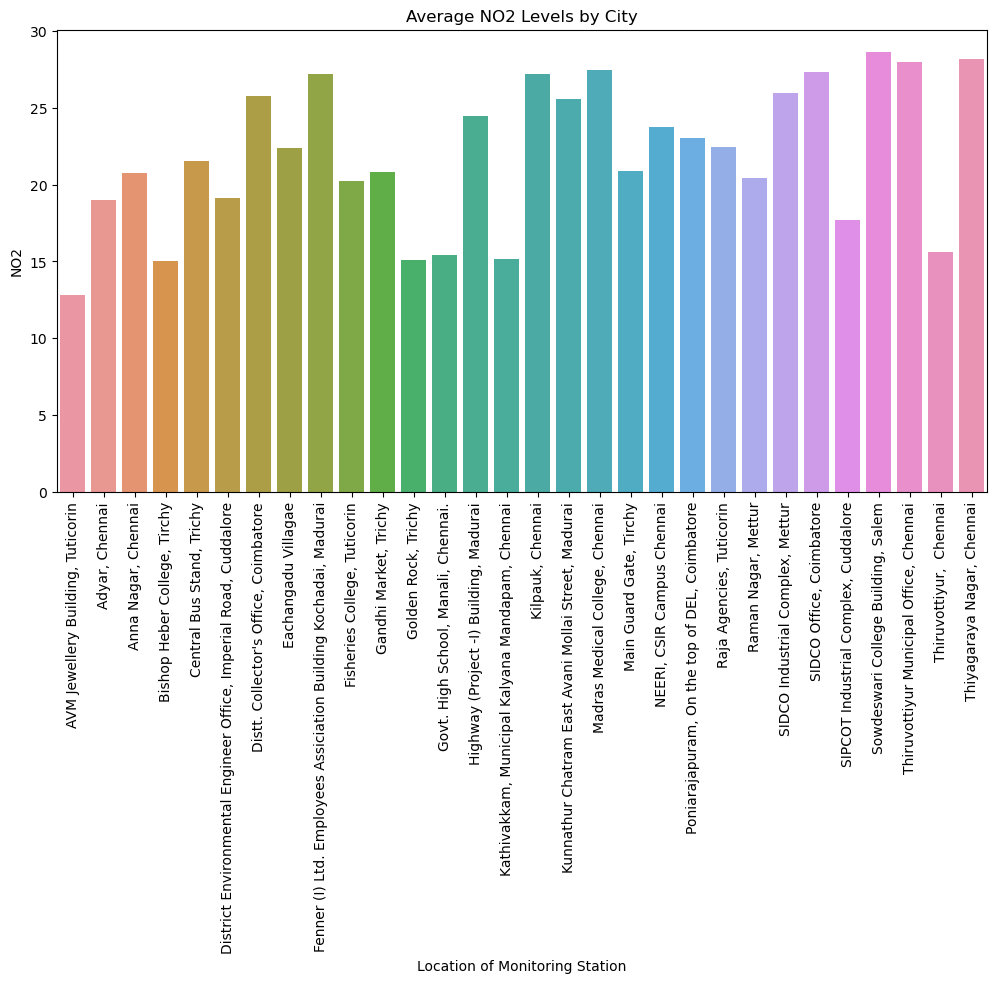 Average NO2 Levels by City
NO2
30
25
20
15
10
5
0
AVM Jewellery Building, Tuticorin
Adyar, Chennai
Anna Nagar, Chennai
Bishop Heber College, Tirchy
Central Bus Stand, Trichy
District Environmental Engineer Office, Imperial Road, Cuddalore
Distt. Collector's Office, Coimbatore
Eachangadu Villagae
Fenner (I) Ltd. Employees Assiciation Building Kochadai, Madurai
Fisheries College, Tuticorin
Gandhi Market, Trichy
Golden Rock, Trichy
Govt. High School, Manali, Chennai.
Highway (Project -I) Building, Madurai
Kathivakkam, Municipal Kalyana Mandapam, Chennai
Kilpauk, Chennai
Kunnathur Chatram East Avani Mollai Street, Madurai
Madras Medical College, Chennai
Main Guard Gate, Tirchy
NEERI, CSIR Campus Chennai
Poniarajapuram, On the top of DEL, Coimbatore
Raja Agencies, Tuticorin
Raman Nagar, Mettur
SIDCO Industrial Complex, Mettur
SIDCO Office, Coimbatore
SIPCOT Industrial Complex, Cuddalore
Sowdeswari College Building, Salem
Thiruvottiyur Municipal Office, Chennai
Thiruvottiyur, Chennai
Thiyagaraya Nagar, Chennai
Location of Monitoring Station